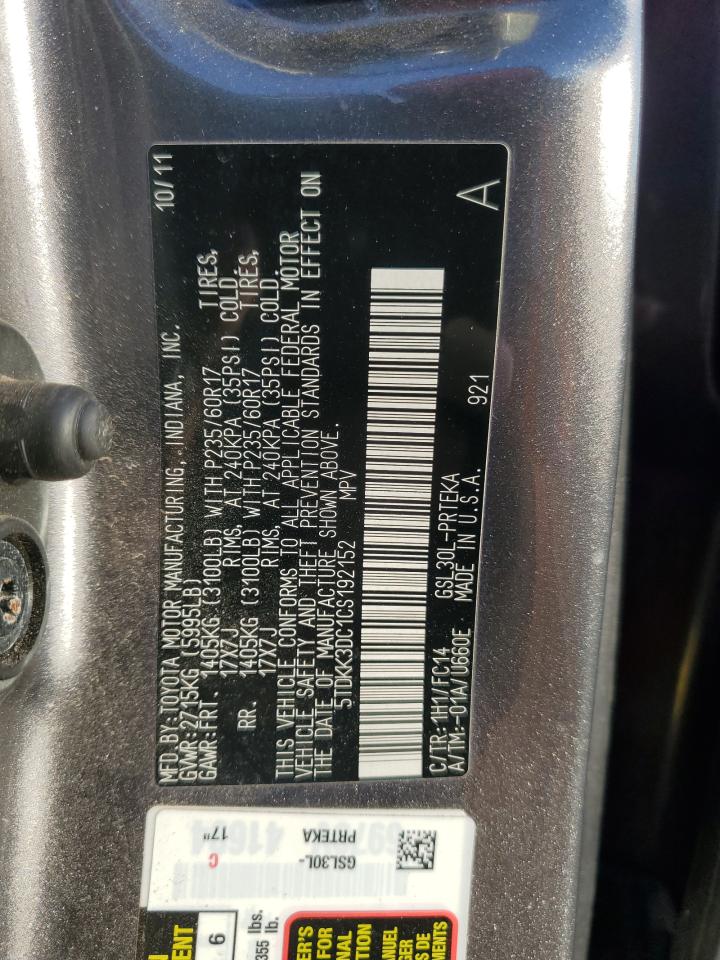 MFD.BY:TOYOTA MOTOR MANUFACTURING, INDIANA, INC. 10/11
GVWR:2715KG (5995LB)
GAWR:FRT. 1405KG (3100LB) WITH P235/60R17 TIRES,
17X7J RIMS, AT 240KPA (35PSI) COLD.
RR. 1405KG (3100LB) WITH P235/60R17 TIRES,
17X7J RIMS, AT 240KPA (35PSI) COLD.
THIS VEHICLE CONFORMS TO ALL APPLICABLE FEDERAL MOTOR
VEHICLE SAFETY AND THEFT PREVENTION STANDARDS IN EFFECT ON
THE DATE OF MANUFACTURE SHOWN ABOVE.
5TDKK3DC1CS192152 MPV
C/TR:1H1/FC14 GSL30L-PRTEKA 921
A/TM:-01A/U660E MADE IN U.S.A.
A
GSL30L-
PRTEKA
17"
C
6
355 lb.
lbs.